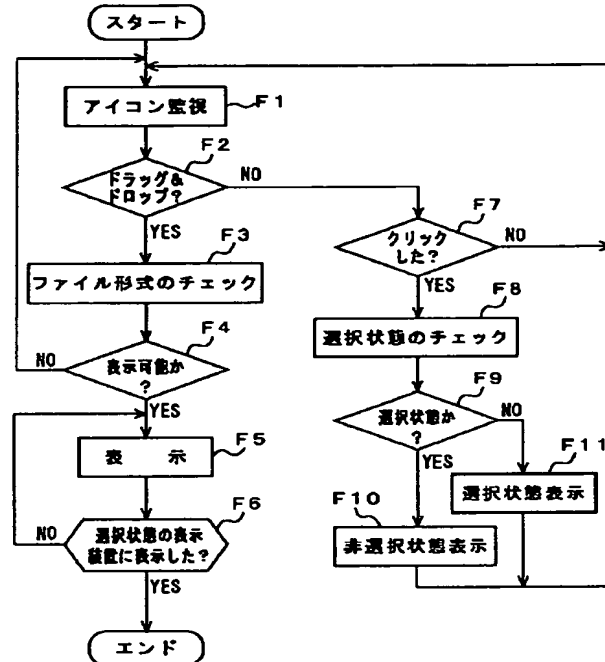 スタート
アイコン監視
F1
F2
ドラッグ&
ドロップ?
NO
YES
F3
ファイル形式のチェック
F4
NO
表示可能か
?
YES
F5
表 示
F6
NO
選択状態の表示
装置に表示した?
YES
エンド
F7
クリック
した?
NO
YES
F8
選択状態のチェック
F9
選択状態か
?
NO
YES
F11
選択状態表示
F10
非選択状態表示